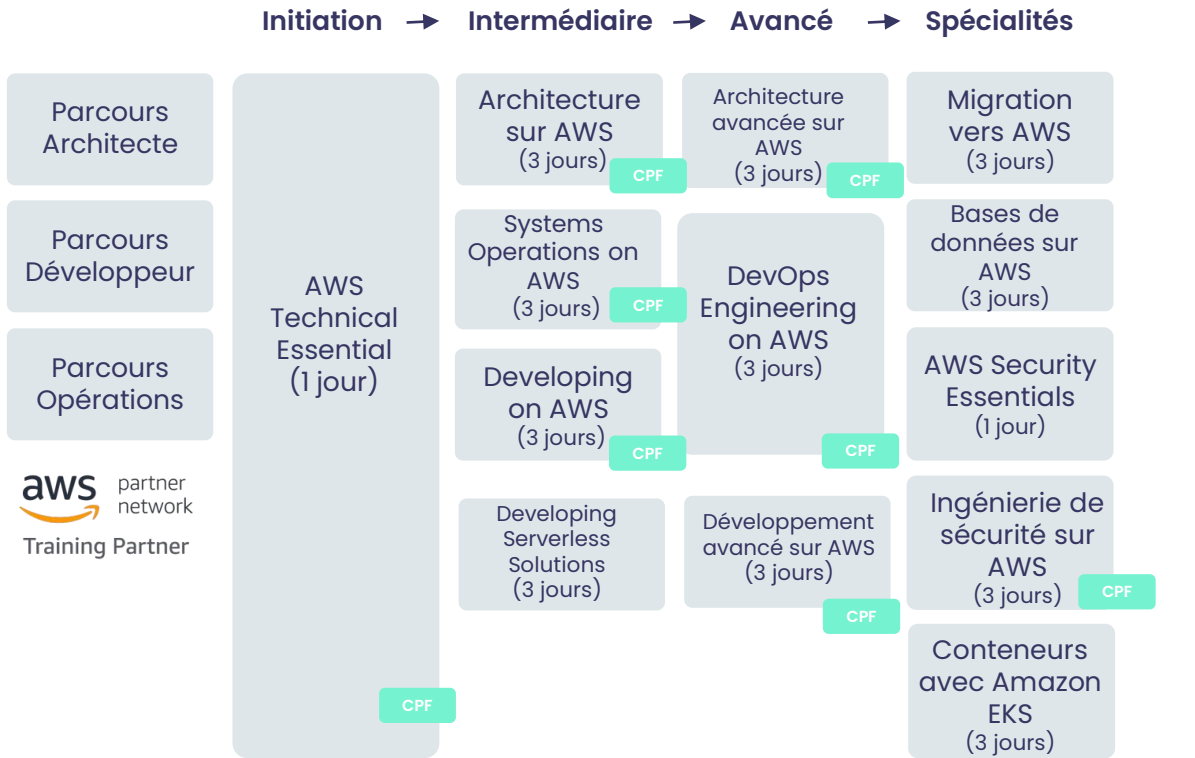 Initiation → Intermédiaire → Avancé → Spécialités
Parcours
Architecte
Parcours
Développeur
Parcours
Opérations
aws partner
network
Training Partner
AWS
Technical
Essential
(1 jour)
CPF
Architecture
sur AWS
(3 jours)
CPF
Systems
Operations on
AWS
(3 jours)
CPF
Developing
on AWS
(3 jours)
CPF
Developing
Serverless
Solutions
(3 jours)
Architecture
avancée sur
AWS
(3 jours)
CPF
DevOps
Engineering
on AWS
(3 jours)
CPF
Développement
avancé sur AWS
(3 jours)
CPF
Migration
vers AWS
(3 jours)
Bases de
données sur
AWS
(3 jours)
AWS Security
Essentials
(1 jour)
Ingénierie de
sécurité sur
AWS
(3 jours)
CPF
Conteneurs
avec Amazon
EKS
(3 jours)